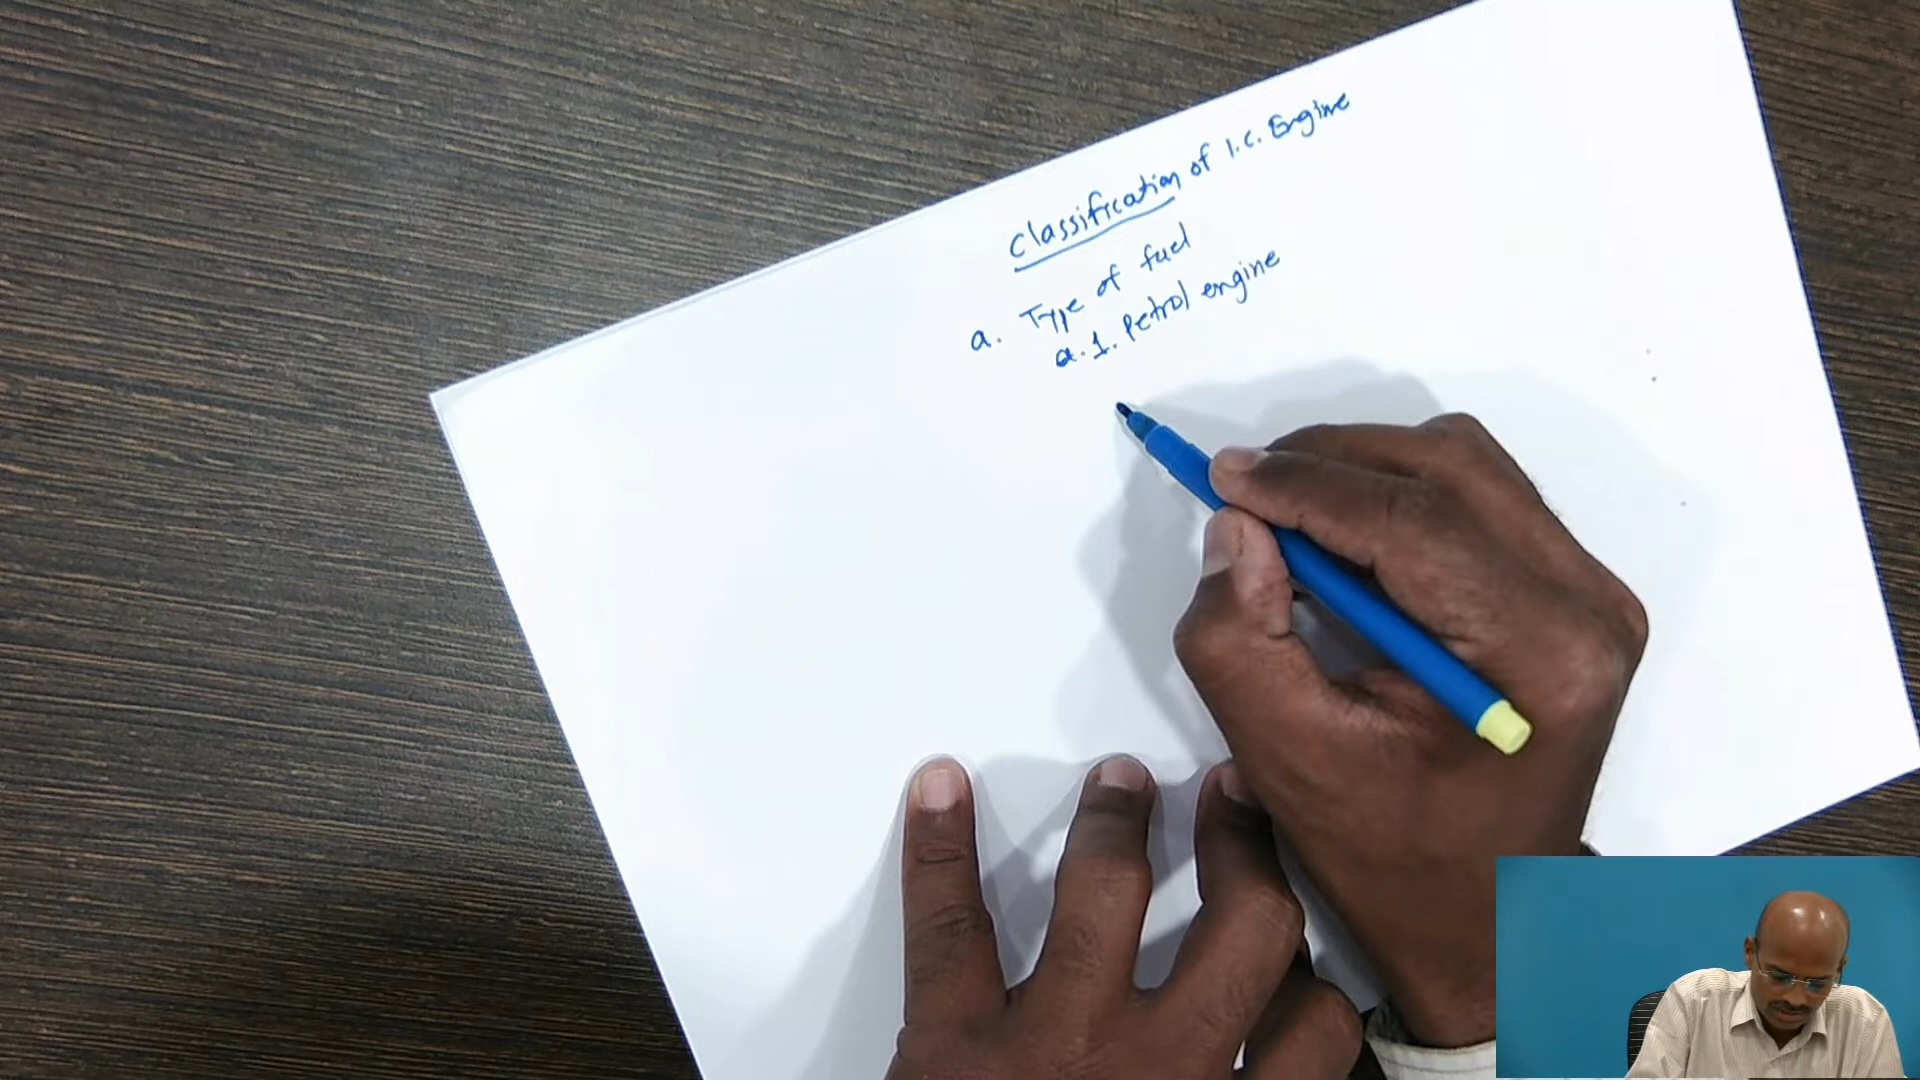 Classification of I.C. Engine
a. Type of fuel
a.1. Petrol engine